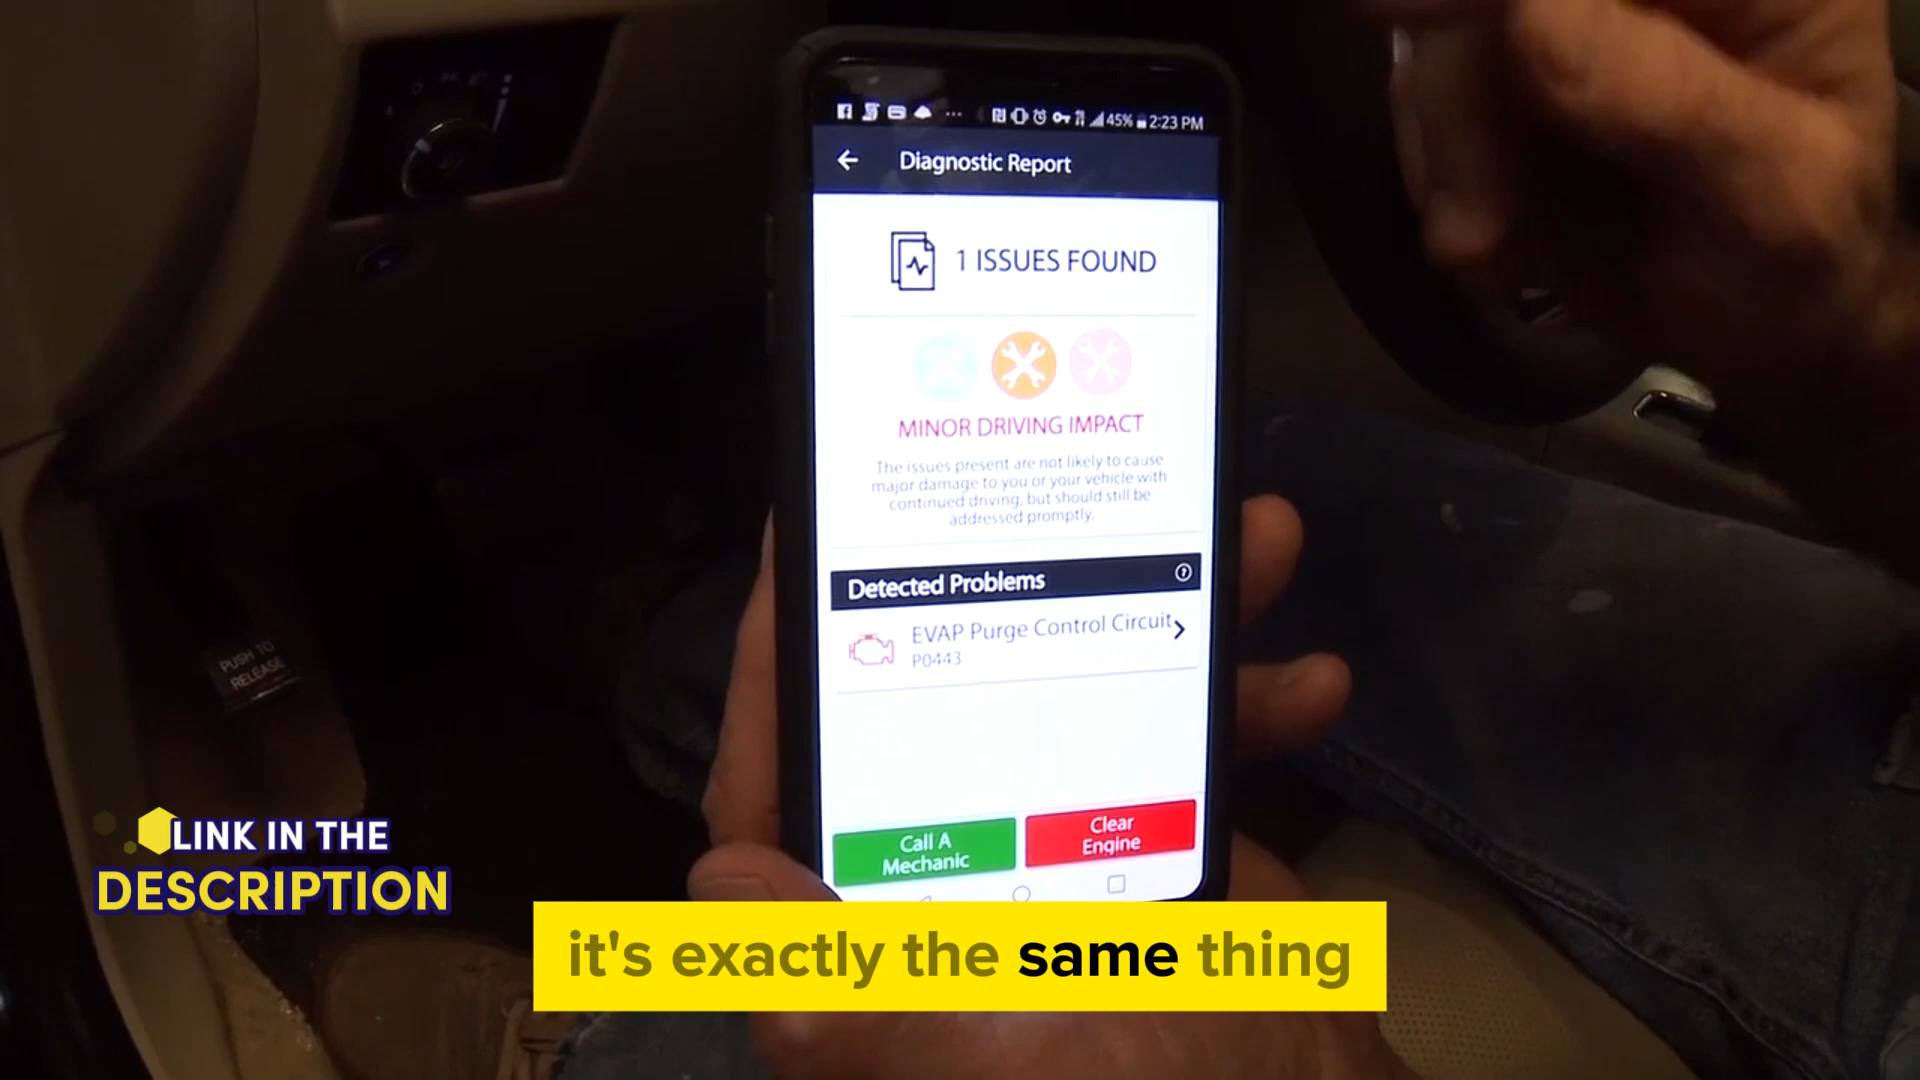 45% 2:23 PM
Diagnostic Report
1 ISSUES FOUND
MINOR DRIVING IMPACT
The issues present are not likely to cause
major damage to you or your vehicle with
continued driving, but should still be
addressed promptly.
Detected Problems
EVAP Purge Control Circuit
P0443
Call A
Mechanic
Clear
Engine
PUSH TO
RELEASE
LINK IN THE
DESCRIPTION
it's exactly the same thing